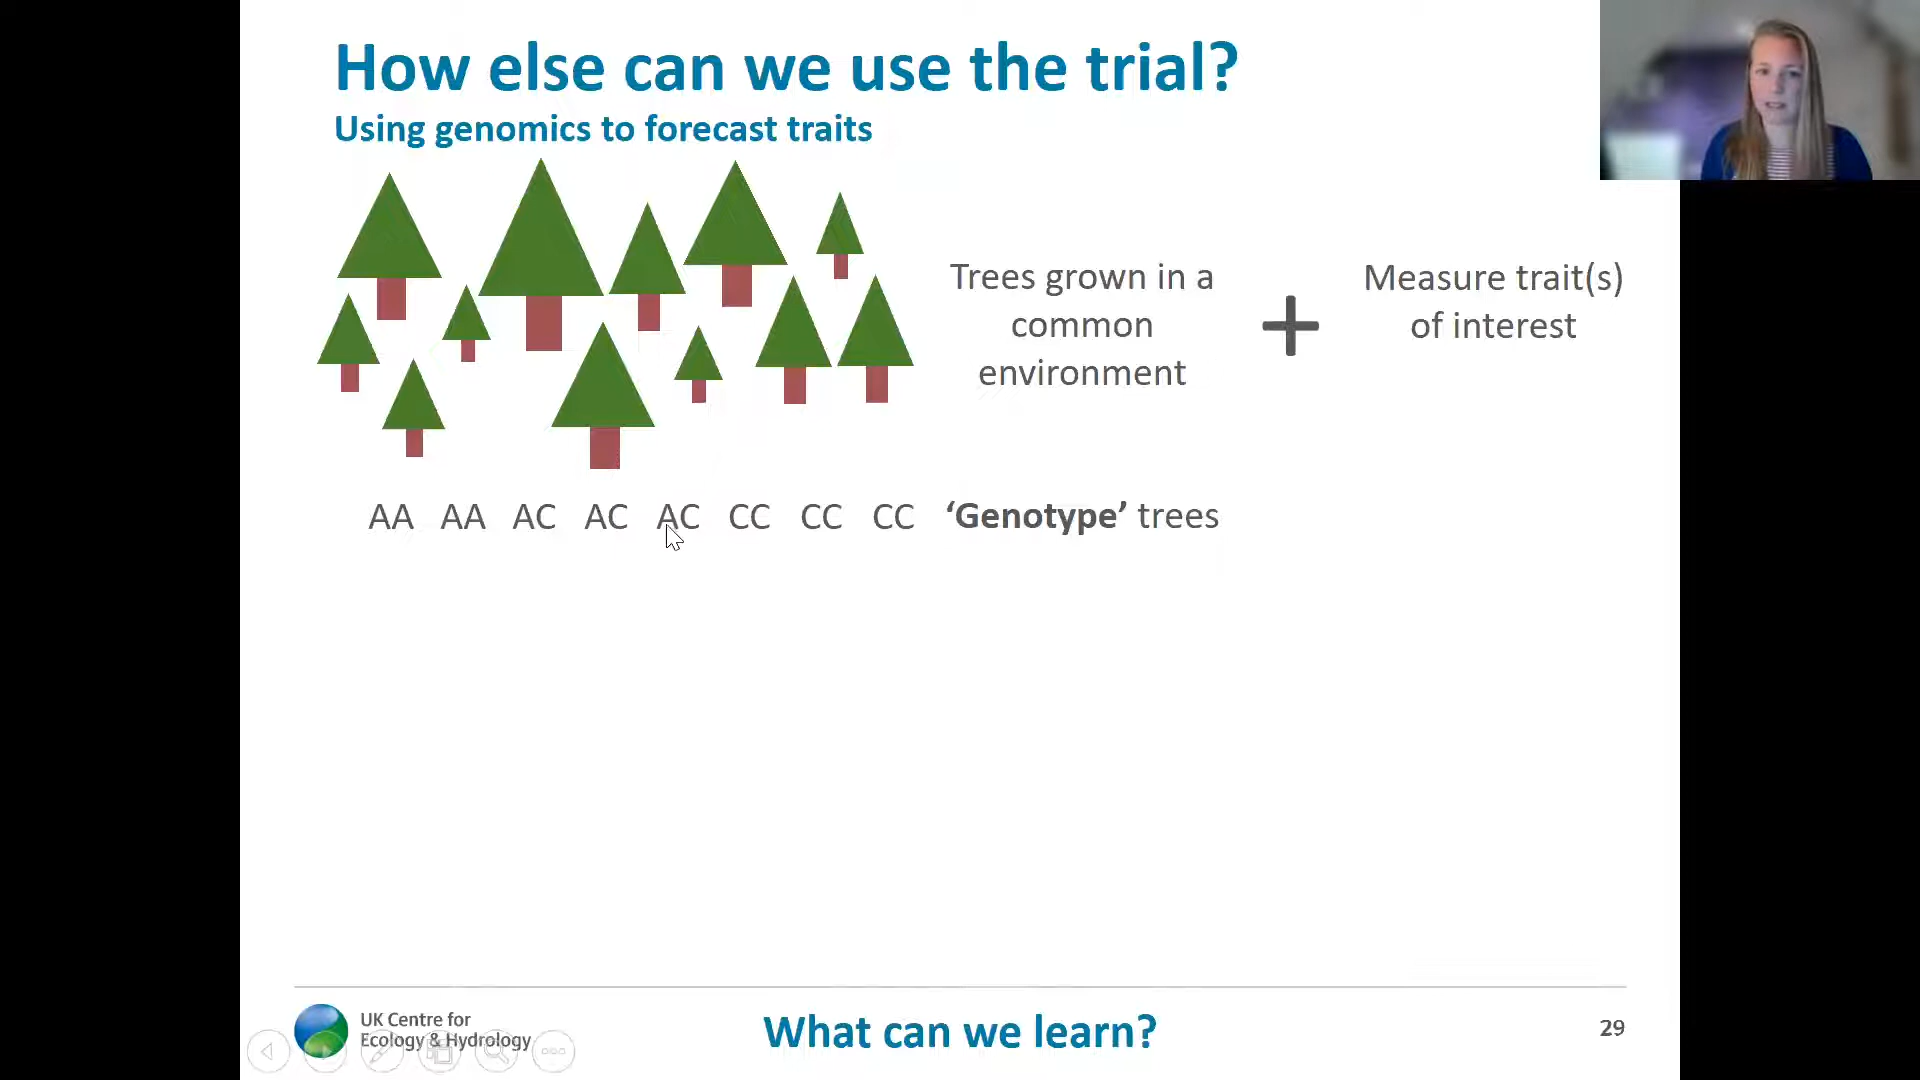 How else can we use the trial?
Using genomics to forecast traits
Trees grown in a
common
environment
Measure trait(s)
of interest
AA AA AC AC AC CC CC CC ‘Genotype’ trees
UK Centre for
Ecology & Hydrology
What can we learn?
29